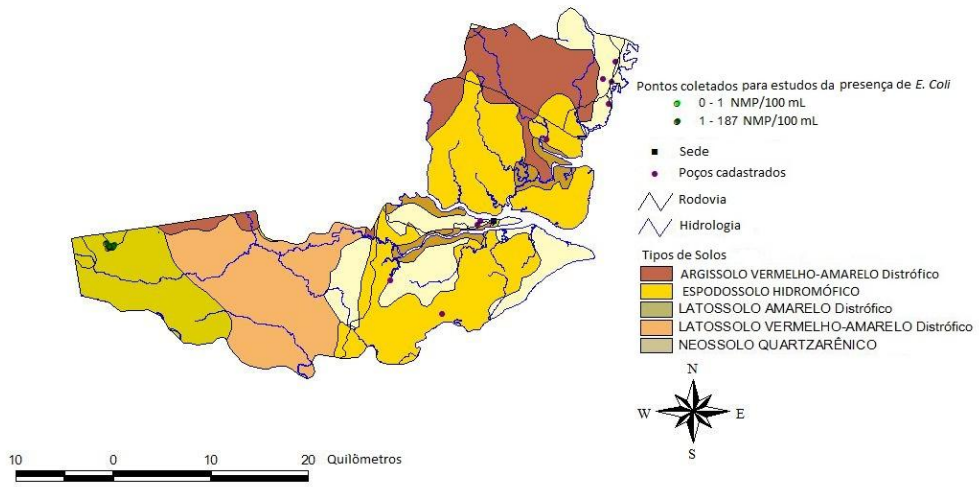 Pontos coletados para estudos da presença de E. Coli
0 - 1 NMP/100 mL
1 - 187 NMP/100 mL
Sede
Poços cadastrados
Rodovia
Hidrologia
Tipos de Solos
ARGISSOLO VERMELHO-AMARELO Distrófico
ESPODOSSOLO HIDROMÓFICO
LATOSSOLO AMARELO Distrófico
LATOSSOLO VERMELHO-AMARELO Distrófico
NEOSSOLO QUARTZARÊNICO
N
W E
S
10 0 10 20 Quilômetros